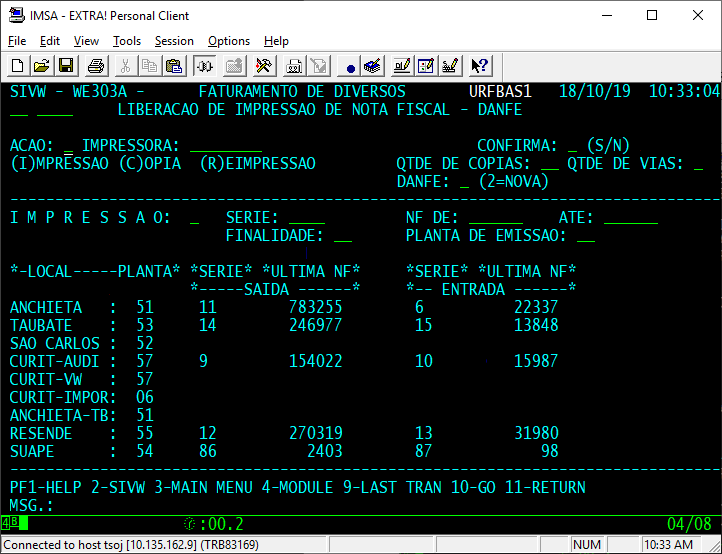 IMSA - EXTRA! Personal Client
File Edit View Tools Session Options Help
SIVW - WE303A - FATURAMENTO DE DIVERSOS URFBAS1 18/10/19 10:33:04
__ ____ LIBERACAO DE IMPRESSAO DE NOTA FISCAL - DANFE
ACAO: _ IMPRESSORA: ________ CONFIRMA: _ (S/N)
(I)MPRESSAO (C)OPIA (R)EIMPRESSAO QTDE DE COPIAS: __ QTDE DE VIAS: _
DANFE: _ (2=NOVA)
I M P R E S S A O: _ SERIE: ____ NF DE: ______ ATE: ______
FINALIDADE: __ PLANTA DE EMISSAO: __
*-LOCAL-----PLANTA* *SERIE* *ULTIMA NF* *SERIE* *ULTIMA NF*
*-----SAIDA ------* *-- ENTRADA ------*
ANCHIETA : 51 11 783255 6 22337
TAUBATE : 53 14 246977 15 13848
SAO CARLOS : 52
CURIT-AUDI : 57 9 154022 10 15987
CURIT-VW : 57
CURIT-IMPOR: 06
ANCHIETA-TB: 51
RESENDE : 55 12 270319 13 31980
SUAPE : 54 86 2403 87 98
PF1-HELP 2-SIVW 3-MAIN MENU 4-MODULE 9-LAST TRAN 10-GO 11-RETURN
MSG.:
4B :00.2 04/08
Connected to host tsoj [10.135.162.9] (TRB83169) NUM 10:33 AM